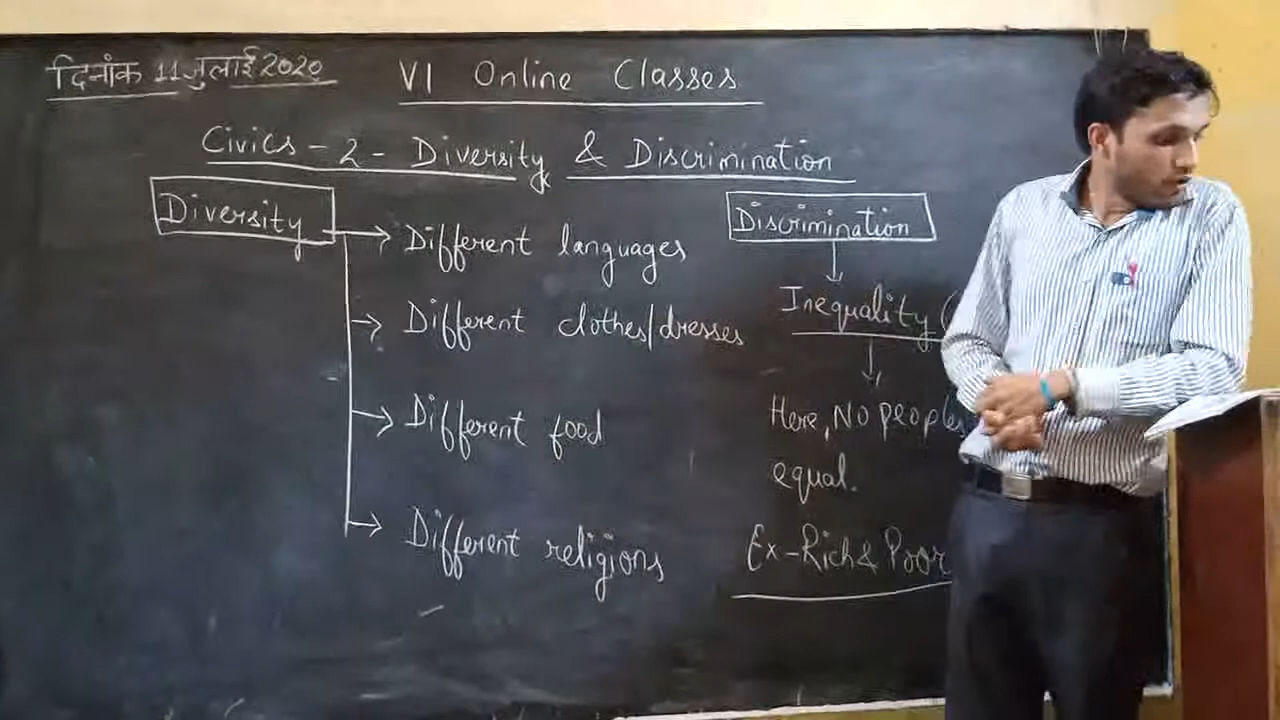 दिनांक 11 जुलाई 2020
VI Online Classes
Civics - 2 - Diversity & Discrimination
Diversity
Different languages
Different clothes/dresses
Different food
Different religions
Discrimination
Inequality (
Here, No peoples
equal.
Ex-Rich & Poor